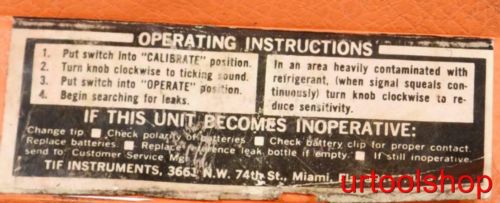 OPERATING INSTRUCTIONS
1. Put switch into "CALIBRATE" position.
2. Turn knob clockwise to ticking sound.
3. Put switch into "OPERATE" position.
4. Begin searching for leaks.
In an area heavily contaminated with
refrigerant, (when signal squeals con-
tinuously) turn knob clockwise to re-
duce sensitivity.
IF THIS UNIT BECOMES INOPERATIVE:
Change tip. ■ Check polarity of batteries ■ Check battery clip for proper contact.
Replace batteries. ■ Replace reference leak bottle if empty. ■ If still inoperative,
send to Customer Service
TIF INSTRUMENTS, 3661 N.W. 74th St., Miami,
urtoolshop